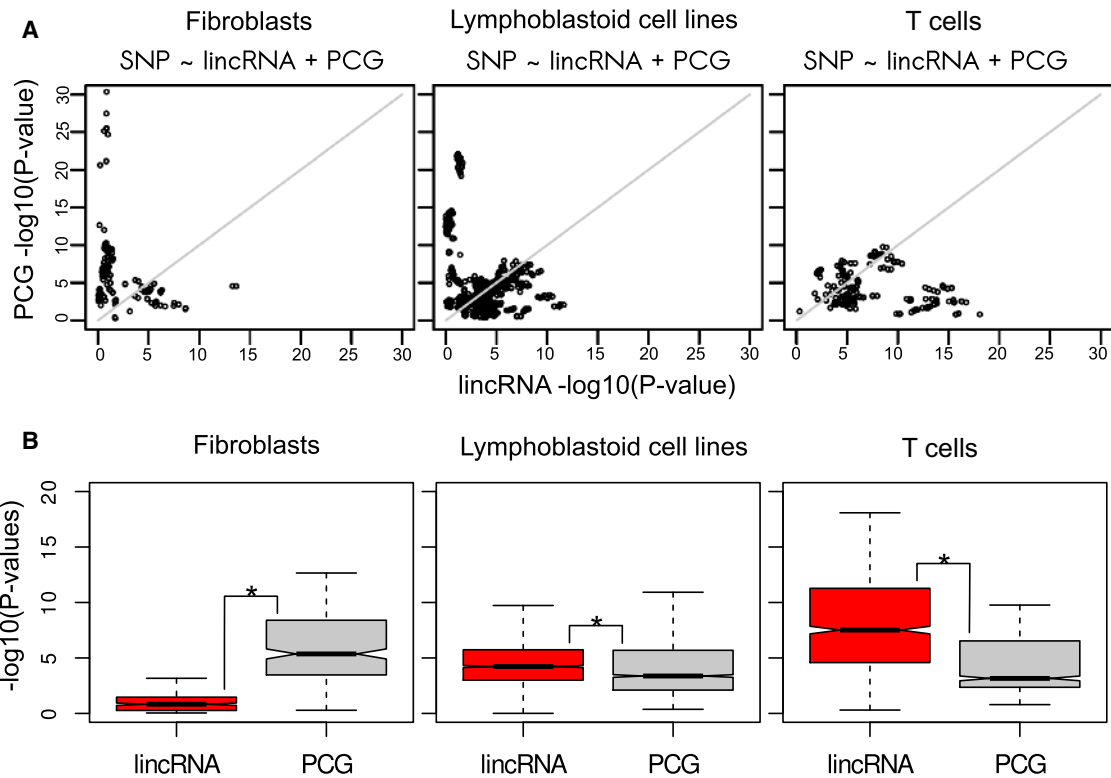 A
Fibroblasts
Lymphoblastoid cell lines
T cells
SNP ~ lincRNA + PCG
SNP ~ lincRNA + PCG
SNP ~ lincRNA + PCG
PCG -log10(P-value)
30
25
20
15
10
5
0
0 5 10 15 20 25 30
0 5 10 15 20 25 30
0 5 10 15 20 25 30
lincRNA -log10(P-value)
B
Fibroblasts
Lymphoblastoid cell lines
T cells
-log10(P-values)
20
15
10
5
0
*
*
*
lincRNA PCG
lincRNA PCG
lincRNA PCG